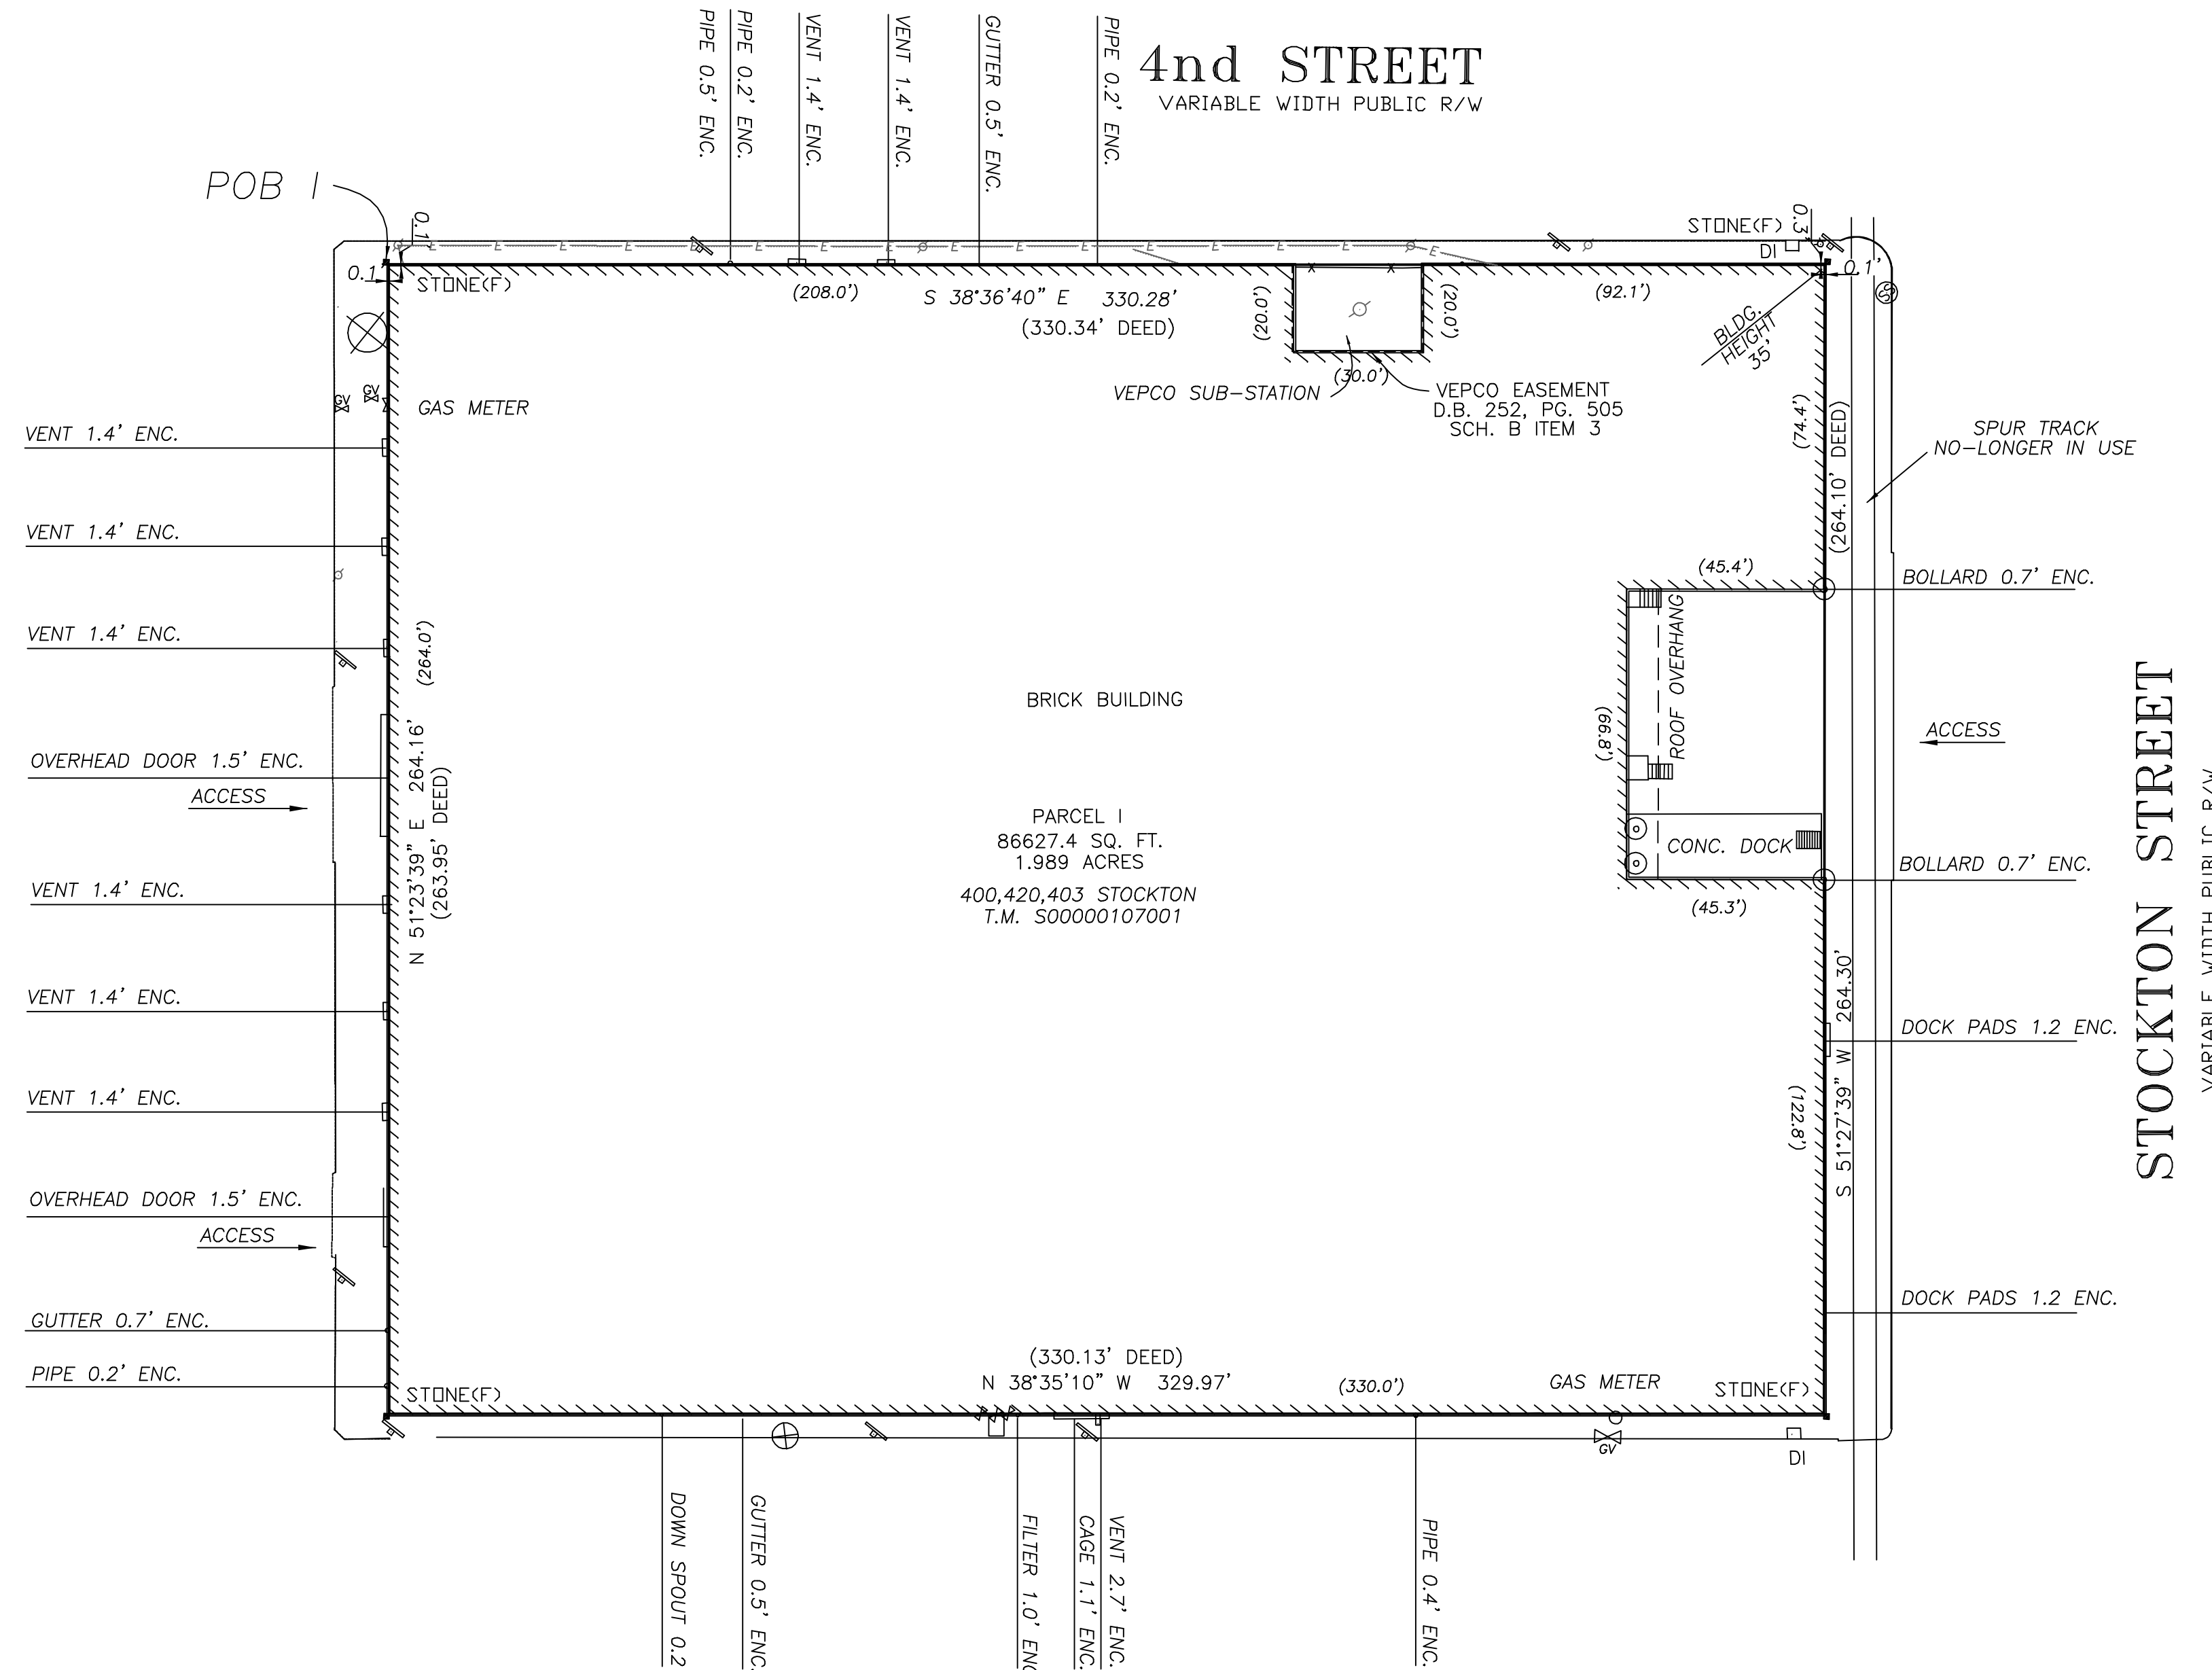 PIPE 0.5' ENC.
PIPE 0.2' ENC.
VENT 1.4' ENC.
VENT 1.4' ENC.
GUTTER 0.5' ENC.
PIPE 0.2' ENC.
4nd STREET
VARIABLE WIDTH PUBLIC R/W
POB 1
0.1'
0.1'
STONE(F)
(208.0')
S 38°36'40" E 330.28'
(330.34' DEED)
(20.0')
(20.0')
(30.0')
(92.1')
STONE(F)
DI
0.3'
0.1'
SS
BLDG.
HEIGHT
35'
VEPCO SUB-STATION
VEPCO EASEMENT
D.B. 252, PG. 505
SCH. B ITEM 3
E E E E E E E E E E E E E E E E
GV
GV
GAS METER
VENT 1.4' ENC.
VENT 1.4' ENC.
VENT 1.4' ENC.
OVERHEAD DOOR 1.5' ENC.
ACCESS
VENT 1.4' ENC.
VENT 1.4' ENC.
VENT 1.4' ENC.
OVERHEAD DOOR 1.5' ENC.
ACCESS
GUTTER 0.7' ENC.
PIPE 0.2' ENC.
(264.0')
N 51°23'39" E 264.16'
(263.95' DEED)
BRICK BUILDING
PARCEL 1
86627.4 SQ. FT.
1.989 ACRES
400,420,403 STOCKTON
T.M. S00000107001
(74.4')
(264.10' DEED)
SPUR TRACK
NO-LONGER IN USE
(45.4')
ROOF OVERHANG
(66.8')
CONC. DOCK
(45.3')
BOLLARD 0.7' ENC.
ACCESS
BOLLARD 0.7' ENC.
DOCK PADS 1.2 ENC.
DOCK PADS 1.2 ENC.
(122.8')
S 51°27'39" W 264.30'
STOCKTON STREET
VARIABLE WIDTH PUBLIC R/W
STONE(F)
(330.13' DEED)
N 38°35'10" W 329.97'
(330.0')
GAS METER
STONE(F)
GV
DI
DOWN SPOUT 0.2
GUTTER 0.5' ENC.
FILTER 1.0' ENC
CAGE 1.1' ENC.
VENT 2.7' ENC.
PIPE 0.4' ENC.